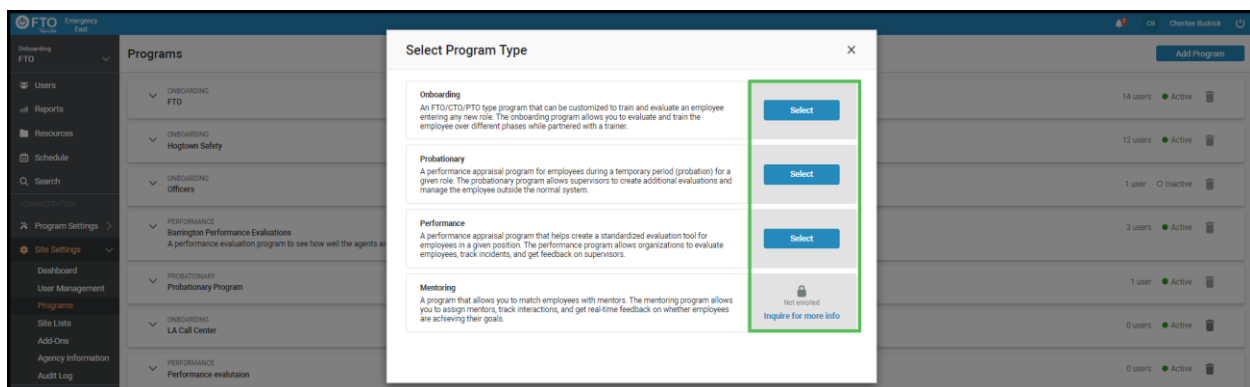 FTO Emergency
East
CB Cherilee Budrick
Onboarding
FTO
Programs
Add Program
Users
Reports
Resources
Schedule
Search
ADMINISTRATION
Program Settings
Site Settings
Dashboard
User Management
Programs
Site Lists
Add-Ons
Agency Information
Audit Log
ONBOARDING
FTO
14 users Active
ONBOARDING
Hogtown Safety
12 users Active
ONBOARDING
Officers
1 user Inactive
PERFORMANCE
Barrington Performance Evaluations
A performance evaluation program to see how well the agents ar
3 users Active
PROBATIONARY
Probationary Program
1 user Active
ONBOARDING
LA Call Center
0 users Active
PERFORMANCE
Performance evalutaion
0 users Active
Select Program Type
Onboarding
An FTO/CTO/PTO type program that can be customized to train and evaluate an employee
entering any new role. The onboarding program allows you to evaluate and train the
employee over different phases while partnered with a trainer.
Select
Probationary
A performance appraisal program for employees during a temporary period (probation) for a
given role. The probationary program allows supervisors to create additional evaluations and
manage the employee outside the normal system.
Select
Performance
A performance appraisal program that helps create a standardized evaluation tool for
employees in a given position. The performance program allows organizations to evaluate
employees, track incidents, and get feedback on supervisors.
Select
Mentoring
A program that allows you to match employees with mentors. The mentoring program allows
you to assign mentors, track interactions, and get real-time feedback on whether employees
are achieving their goals.
Not enrolled
Inquire for more info